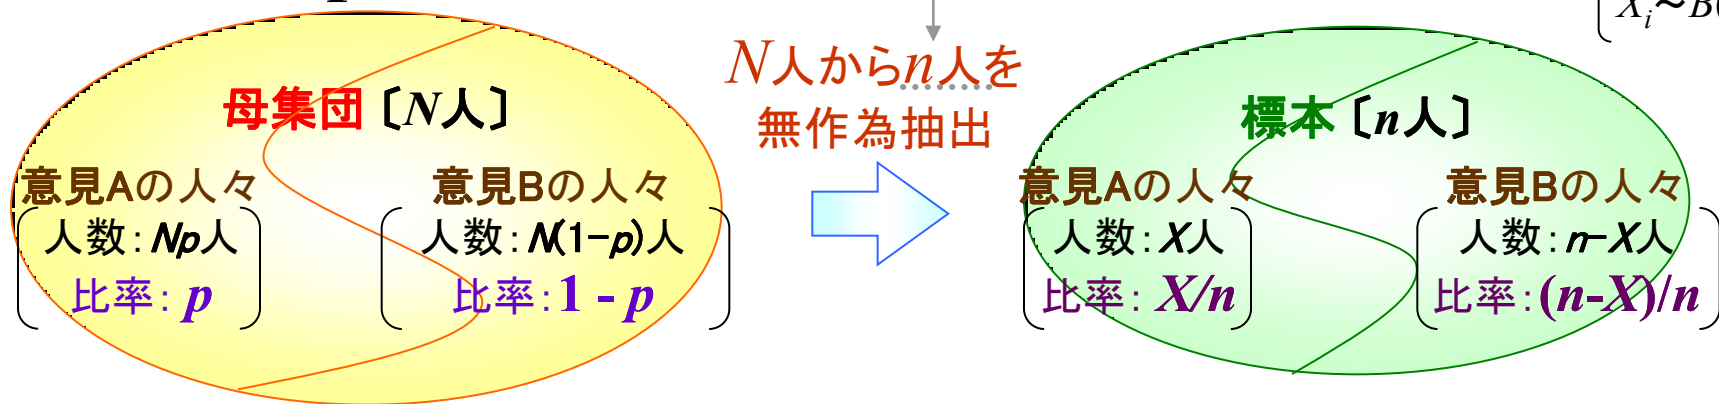 X_i~B(
N人からn人を
無作為抽出
母集団〔N人〕
意見Aの人々
人数：Np人
比率：p
意見Bの人々
人数：N(1-p)人
比率：1 - p
標本〔n人〕
意見Aの人々
人数：X人
比率：X/n
意見Bの人々
人数：n-X人
比率：(n-X)/n